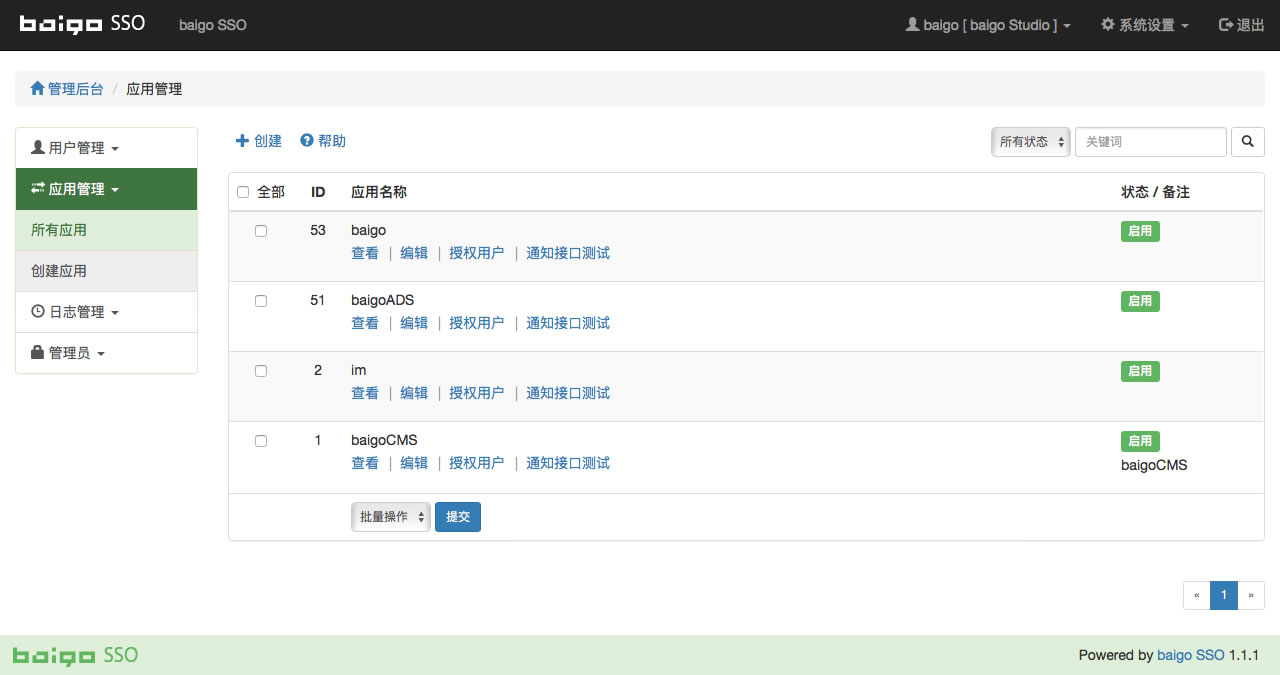 baigo SSO baigo SSO baigo [ baigo Studio ] 系统设置 退出
管理后台 / 应用管理
用户管理
应用管理
所有应用
创建应用
日志管理
管理员
创建 帮助 所有状态 关键词
全部 ID 应用名称 状态 / 备注
53 baigo 启用
查看 | 编辑 | 授权用户 | 通知接口测试
51 baigoADS 启用
查看 | 编辑 | 授权用户 | 通知接口测试
2 im 启用
查看 | 编辑 | 授权用户 | 通知接口测试
1 baigoCMS 启用
查看 | 编辑 | 授权用户 | 通知接口测试 baigoCMS
批量操作 提交
« 1 »
baigo SSO Powered by baigo SSO 1.1.1